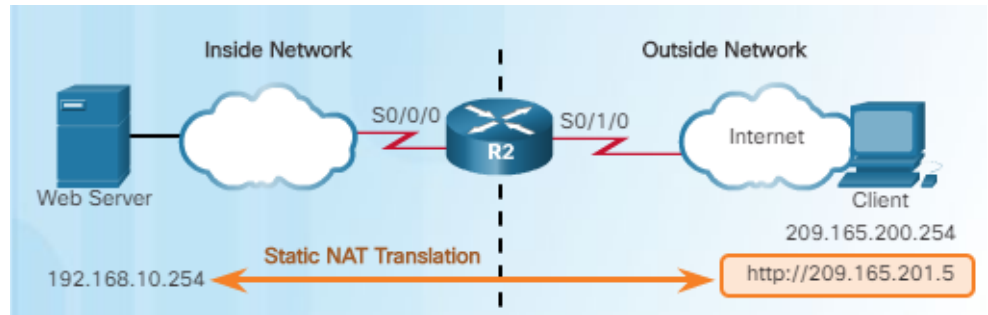 Inside Network
Outside Network
S0/0/0
S0/1/0
R2
Internet
Web Server
Client
209.165.200.254
Static NAT Translation
192.168.10.254
http://209.165.201.5